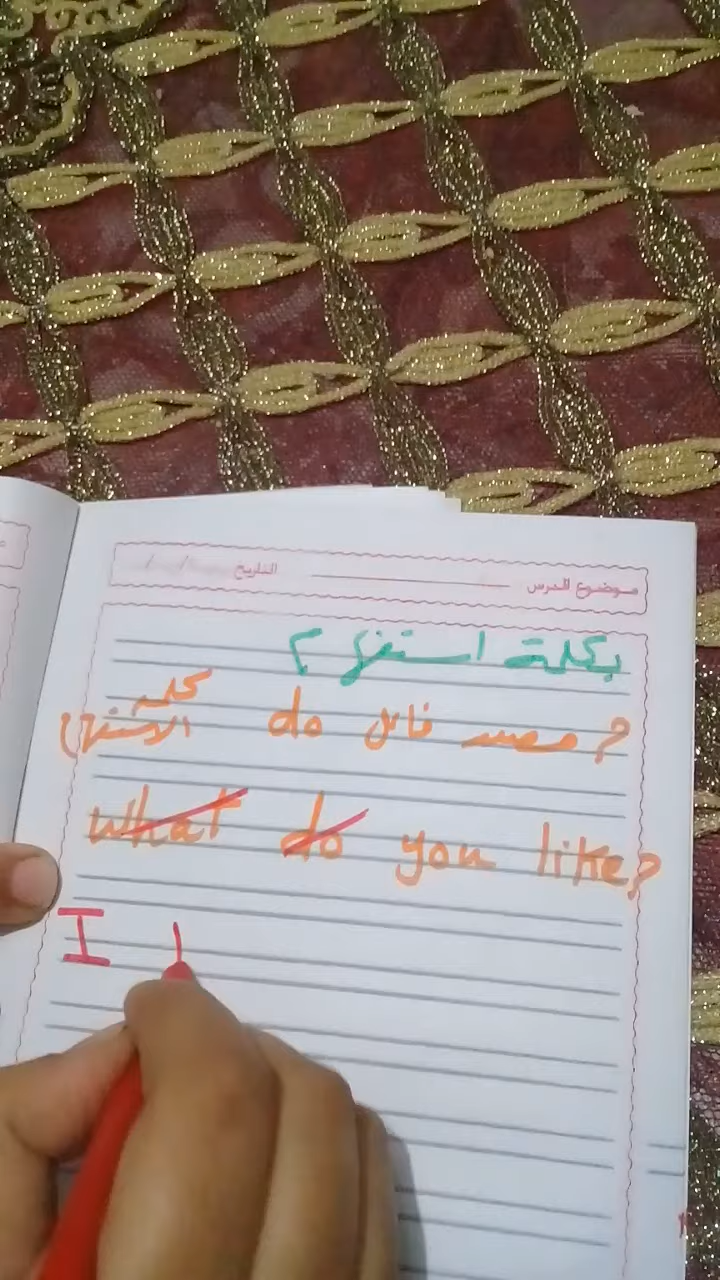 موضوع الدرس التاريخ / /
بكلمة استفهام
كلمة الاستفهام do فاعل مصدر ?
What do you like?
I